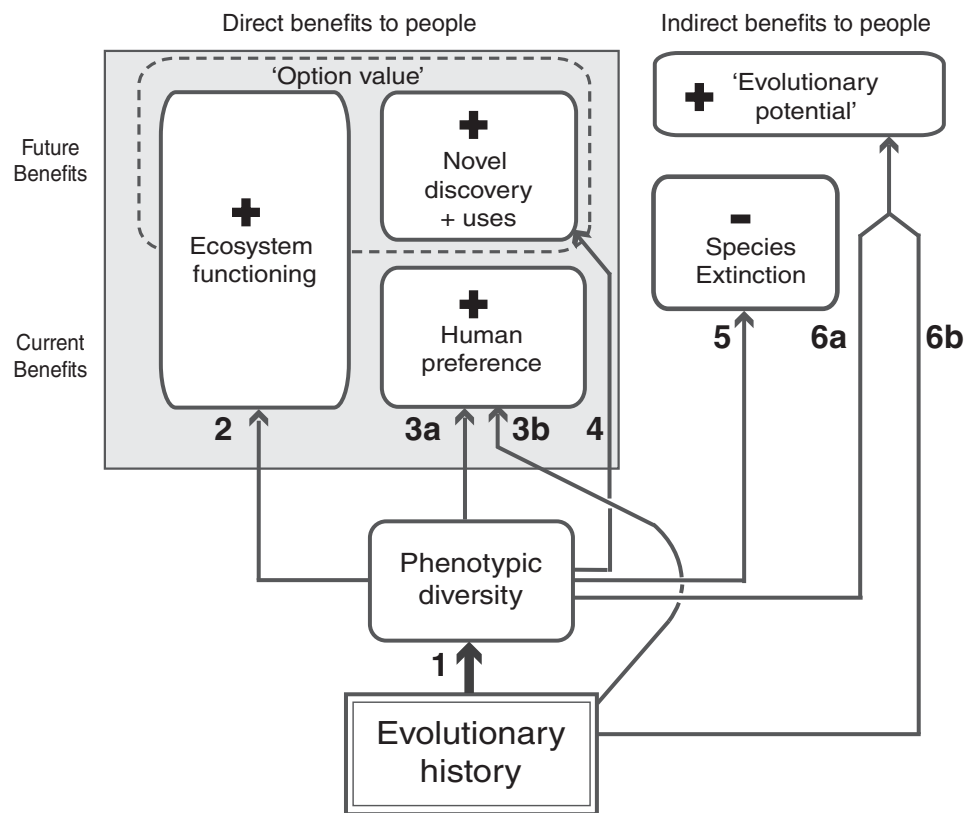 Direct benefits to people
Indirect benefits to people
'Option value'
+ 'Evolutionary
potential'
Future
Benefits
+
Novel
discovery
+ uses
+
Ecosystem
functioning
-
Species
Extinction
Current
Benefits
+
Human
preference
5
6a
6b
2
3a
3b
4
Phenotypic
diversity
1
Evolutionary
history